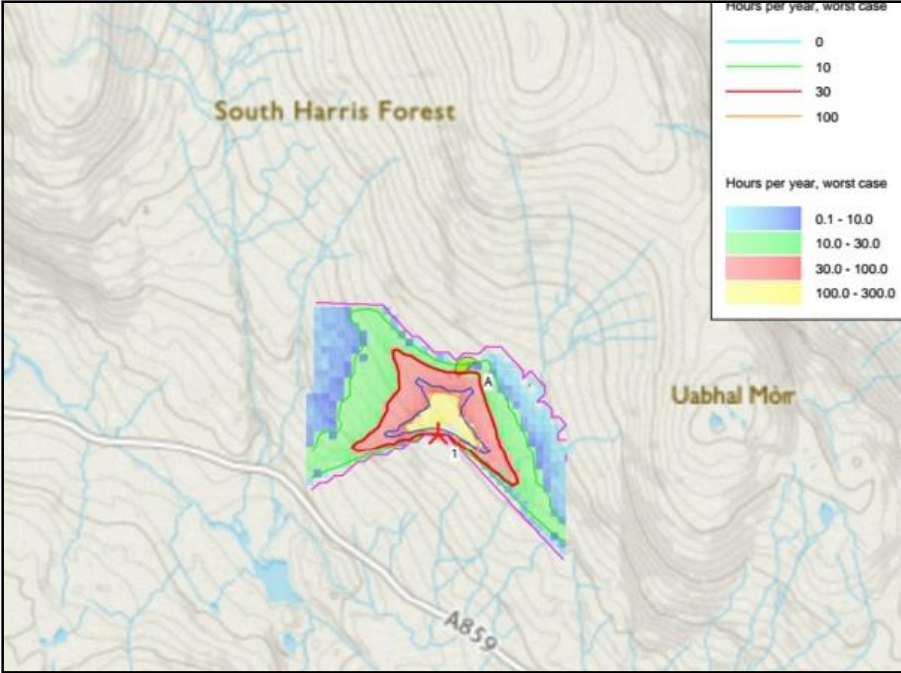 Hours per year, worst case
0
10
30
100
Hours per year, worst case
0.1 - 10.0
10.0 - 30.0
30.0 - 100.0
100.0 - 300.0
South Harris Forest
A
Uabhal Mòr
1
A859